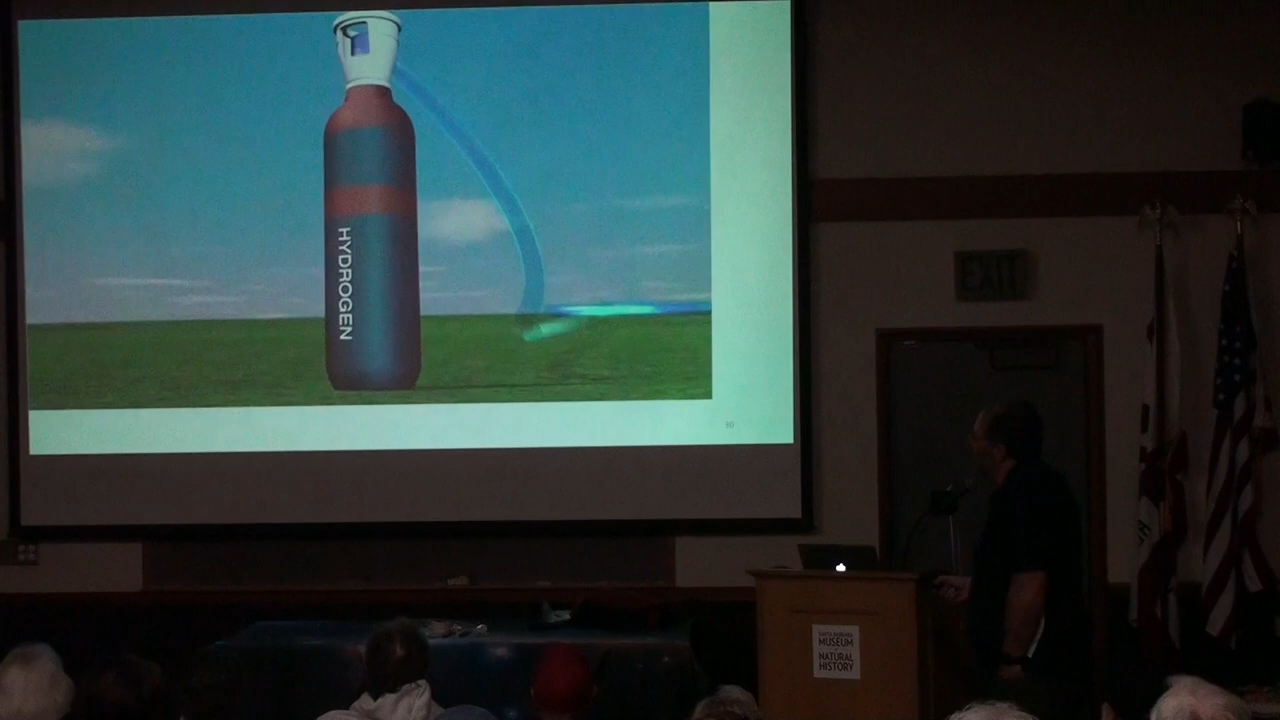 HYDROGEN
EXIT
SANTA BARBARA
MUSEUM
NATURAL
HISTORY